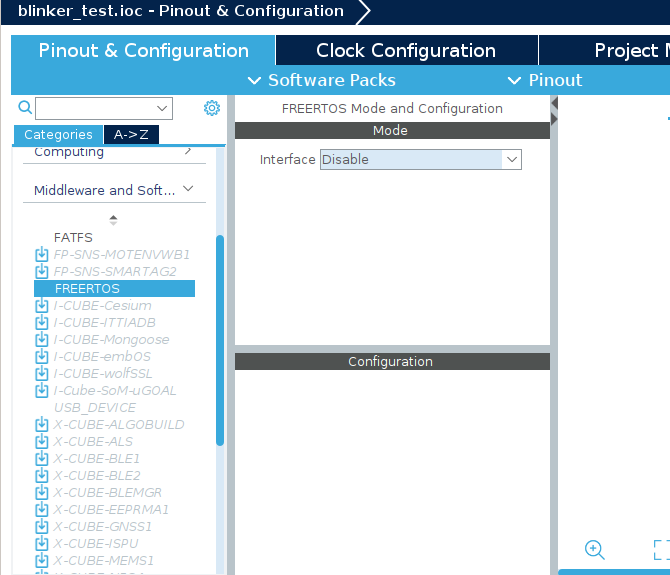 blinker_test.ioc - Pinout & Configuration
Pinout & Configuration
Clock Configuration
Project M
Software Packs
Pinout
Categories
A->Z
Computing
Middleware and Soft...
FATFS
FP-SNS-MOTENVWB1
FP-SNS-SMARTAG2
FREERTOS
I-CUBE-Cesium
I-CUBE-ITTIADB
I-CUBE-Mongoose
I-CUBE-embOS
I-CUBE-wolfSSL
I-Cube-SoM-uGOAL
USB_DEVICE
X-CUBE-ALGOBUILD
X-CUBE-ALS
X-CUBE-BLE1
X-CUBE-BLE2
X-CUBE-BLEMGR
X-CUBE-EEPRMA1
X-CUBE-GNSS1
X-CUBE-ISPU
X-CUBE-MEMS1
FREERTOS Mode and Configuration
Mode
Interface Disable
Configuration